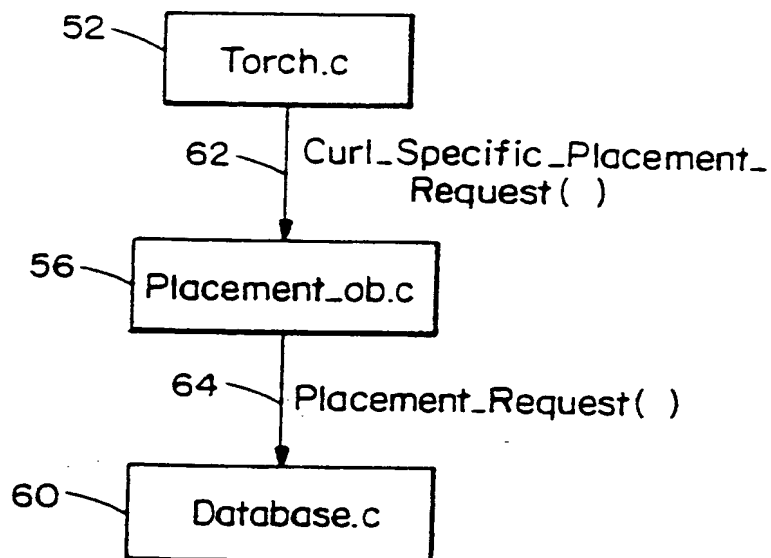 52
Torch.c
62
Curl_Specific_Placement_
Request( )
56
Placement_ob.c
64
Placement_Request( )
60
Database.c